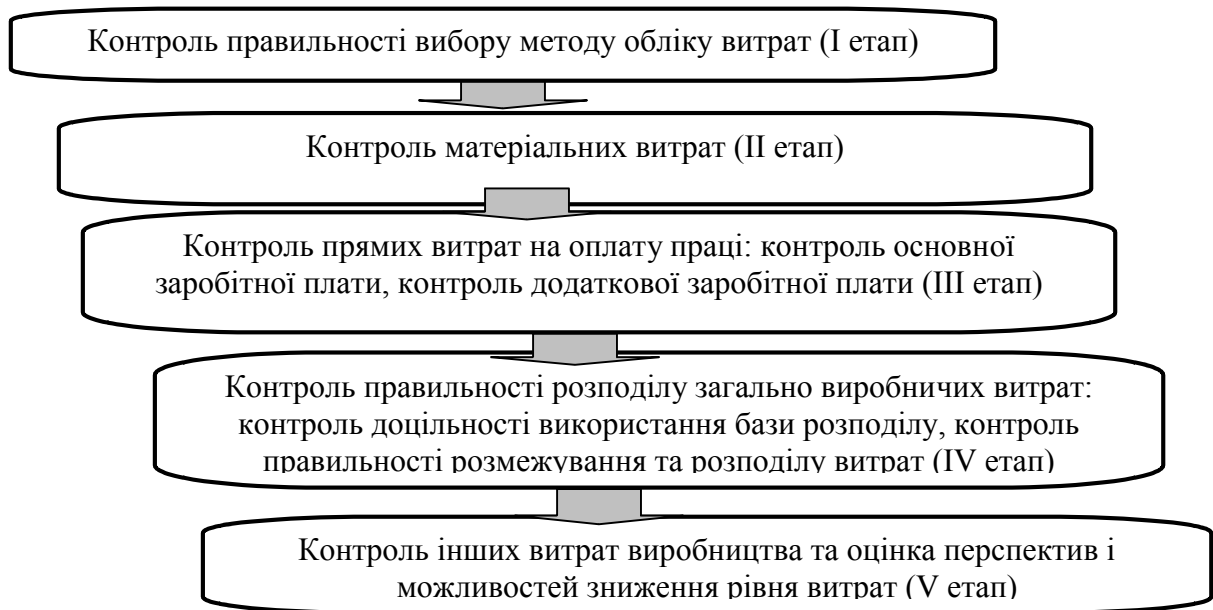 Контроль правильності вибору методу обліку витрат (І етап)
Контроль матеріальних витрат (ІІ етап)
Контроль прямих витрат на оплату праці: контроль основної
заробітної плати, контроль додаткової заробітної плати (ІІІ етап)
Контроль правильності розподілу загально виробничих витрат:
контроль доцільності використання бази розподілу, контроль
правильності розмежування та розподілу витрат (IV етап)
Контроль інших витрат виробництва та оцінка перспектив і
можливостей зниження рівня витрат (V етап)